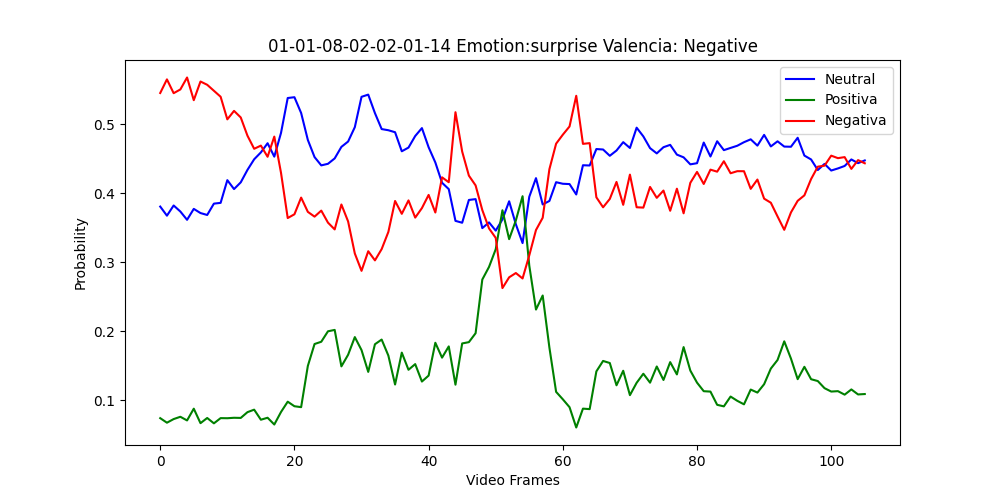 01-01-08-02-02-01-14 Emotion:surprise Valencia: Negative
Neutral
Positiva
Negativa
Probability
0.5
0.4
0.3
0.2
0.1
0 20 40 60 80 100
Video Frames